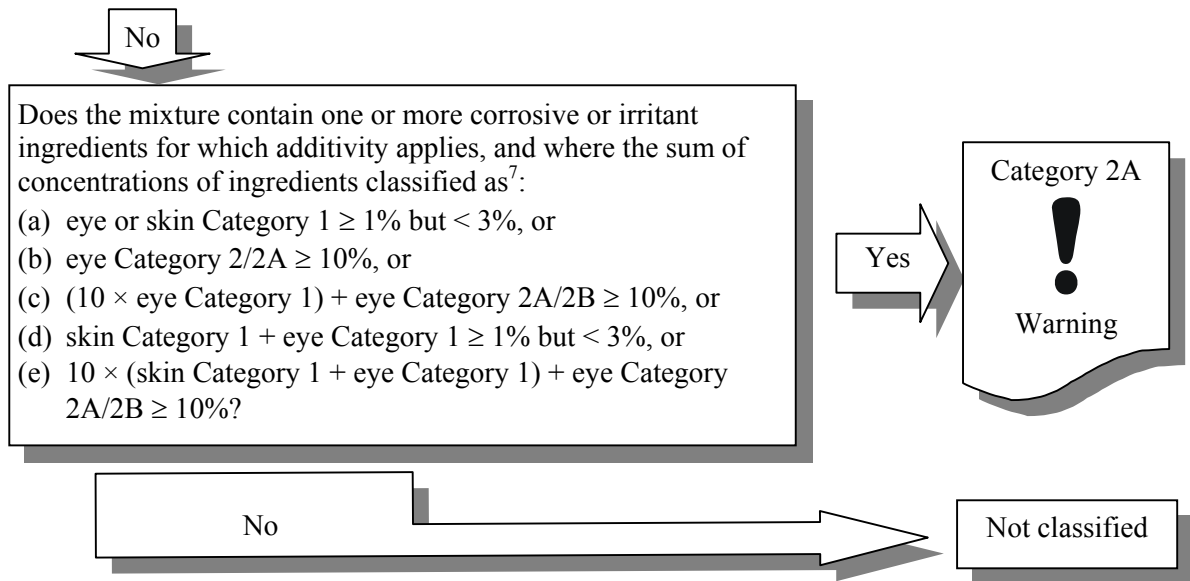 No
Does the mixture contain one or more corrosive or irritant
ingredients for which additivity applies, and where the sum of
concentrations of ingredients classified as7:
(a) eye or skin Category 1 ≥ 1% but < 3%, or
(b) eye Category 2/2A ≥ 10%, or
(c) (10 × eye Category 1) + eye Category 2A/2B ≥ 10%, or
(d) skin Category 1 + eye Category 1 ≥ 1% but < 3%, or
(e) 10 × (skin Category 1 + eye Category 1) + eye Category
2A/2B ≥ 10%?
Yes
Category 2A
Warning
No
Not classified